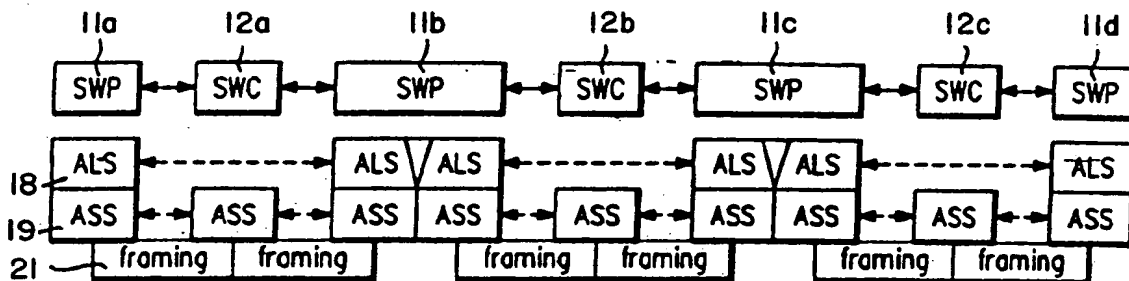 11a 12a 11b 12b 11c 12c 11d
SWP SWC SWP SWC SWP SWC SWP
18 ALS ALS ALS ALS ALS ALS
19 ASS ASS ASS ASS ASS ASS ASS ASS ASS
21 framing framing framing framing framing framing